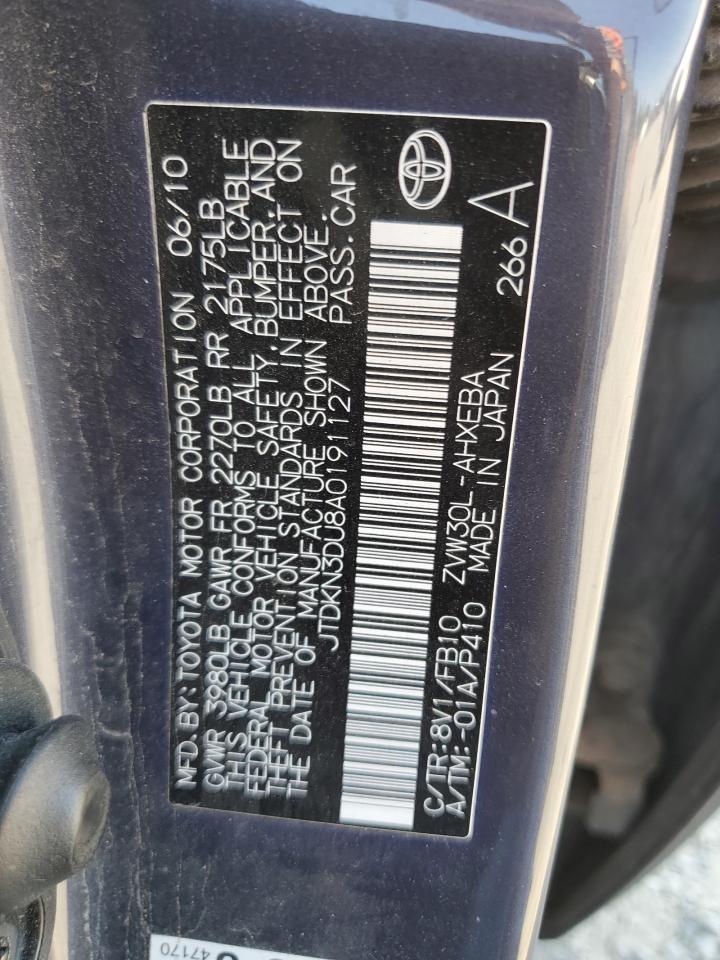 MFD. BY: TOYOTA MOTOR CORPORATION 06/10
GVWR 3980LB GAWR FR 2270LB RR 2175LB
THIS VEHICLE CONFORMS TO ALL APPLICABLE
FEDERAL MOTOR VEHICLE SAFETY, BUMPER, AND
THEFT PREVENTION STANDARDS IN EFFECT ON
THE DATE OF MANUFACTURE SHOWN ABOVE.
JTDKN3DU8A0191127 PASS. CAR
C/TR: 8V1/FB10 ZVW30L-AHXEBA
A/TM: -01A/P410 MADE IN JAPAN 266 A
47170